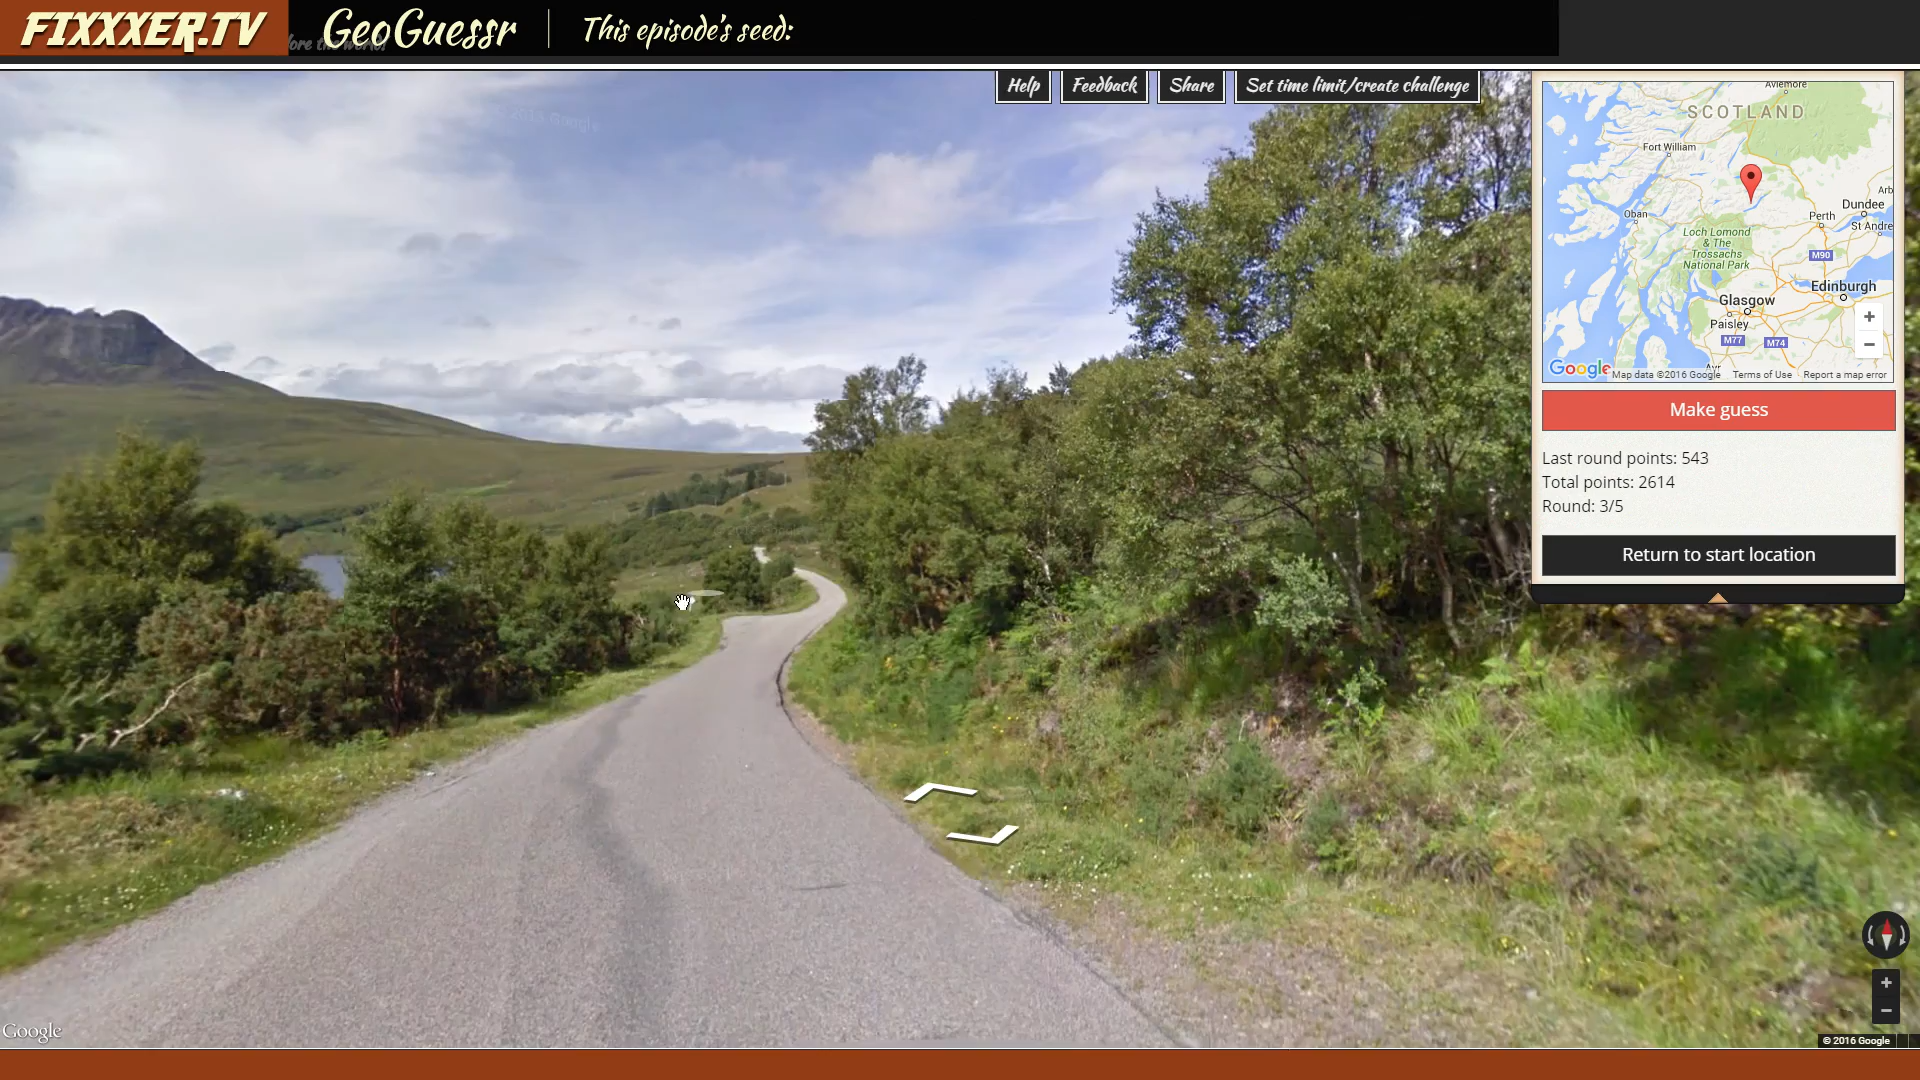 FIXXXER.TV
GeoGuessr
This episode's seed:
Help
Feedback
Share
Set time limit/create challenge
Aviemore
SCOTLAND
Fort William
Arb
Dundee
Oban
Perth
St Andre
Loch Lomond
& The
Trossachs
National Park
M90
Edinburgh
Glasgow
Paisley
M77
M74
Google
Map data ©2016 Google
Terms of Use
Report a map error
Make guess
Last round points: 543
Total points: 2614
Round: 3/5
Return to start location
Google
© 2016 Google